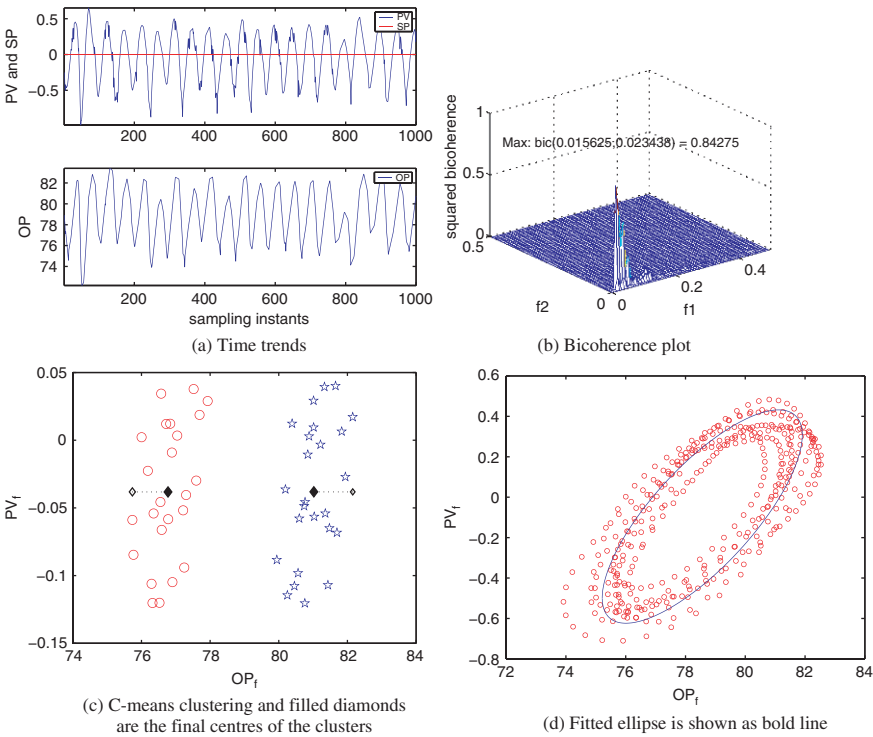 PV and SP
0.5
0
−0.5
PV
SP
200
400
600
800
1000
OP
82
80
78
76
74
OP
200
400
600
800
1000
sampling instants
(a) Time trends
squared bicoherence
1
0.5
0
0.5
Max: bic(0.015625,0.023438) = 0.84275
f2
0
0
0.2
0.4
f1
(b) Bicoherence plot
PV_f
0.05
0
−0.05
−0.1
−0.15
74
76
78
80
82
84
OP_f
(c) C-means clustering and filled diamonds
are the final centres of the clusters
PV_f
0.6
0.4
0.2
0
−0.2
−0.4
−0.6
−0.8
72
74
76
78
80
82
84
OP_f
(d) Fitted ellipse is shown as bold line